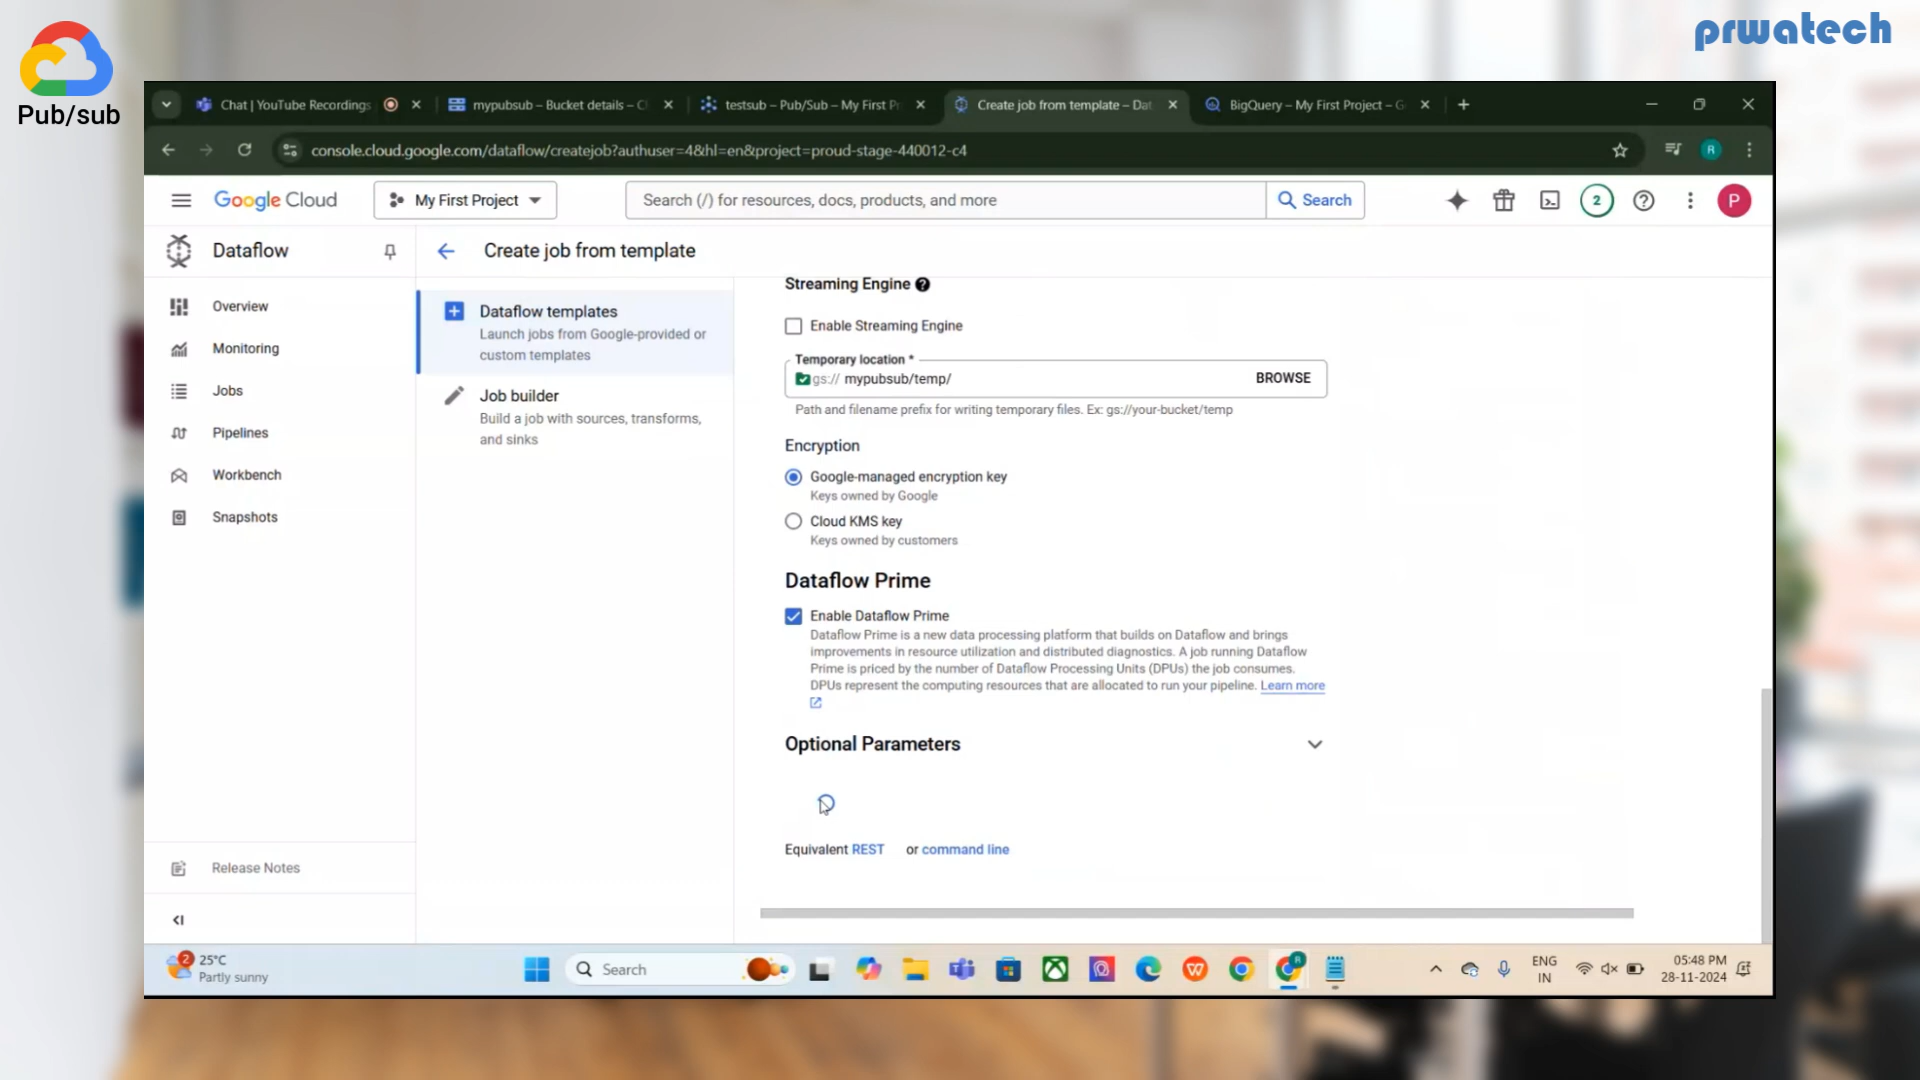 Pub/sub
prwatech
Chat | YouTube Recordings
mypubsub – Bucket details – C
testsub – Pub/Sub – My First Pr
Create job from template – Dat
BigQuery – My First Project – G
console.cloud.google.com/dataflow/createjob?authuser=4&hl=en&project=proud-stage-440012-c4
R
Google Cloud
My First Project
Search (/) for resources, docs, products, and more
Search
2
P
Dataflow
Create job from template
Overview
Monitoring
Jobs
Pipelines
Workbench
Snapshots
Release Notes
Dataflow templates
Launch jobs from Google-provided or
custom templates
Job builder
Build a job with sources, transforms,
and sinks
Streaming Engine
Enable Streaming Engine
Temporary location *
gs:// mypubsub/temp/
BROWSE
Path and filename prefix for writing temporary files. Ex: gs://your-bucket/temp
Encryption
Google-managed encryption key
Keys owned by Google
Cloud KMS key
Keys owned by customers
Dataflow Prime
Enable Dataflow Prime
Dataflow Prime is a new data processing platform that builds on Dataflow and brings
improvements in resource utilization and distributed diagnostics. A job running Dataflow
Prime is priced by the number of Dataflow Processing Units (DPUs) the job consumes.
DPUs represent the computing resources that are allocated to run your pipeline. Learn more
Optional Parameters
Equivalent REST or command line
2
25°C
Partly sunny
Search
R
ENG
IN
05:48 PM
28-11-2024